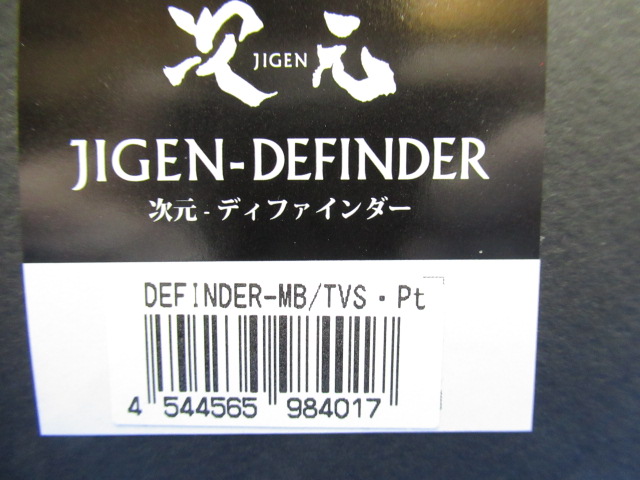 次 JIGEN 元
JIGEN-DEFINDER
次元-ディファインダー
DEFINDER-MB/TVS・Pt
4 544565 984017